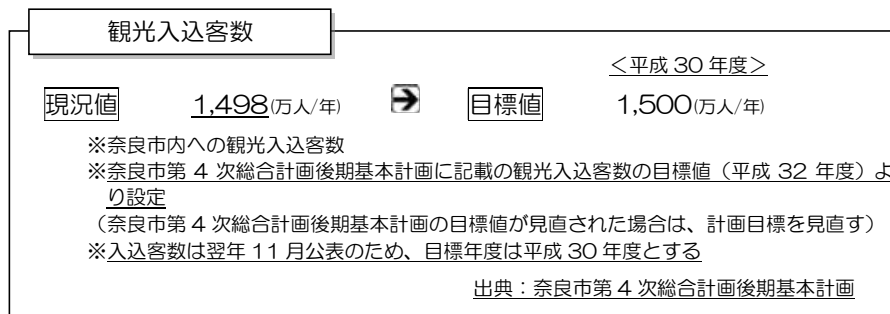 観光入込客数
<平成 30 年度>
現況値 1,498(万人/年) ➔ 目標値 1,500(万人/年)
※奈良市内への観光入込客数
※奈良市第 4 次総合計画後期基本計画に記載の観光入込客数の目標値（平成 32 年度）よ
り設定
（奈良市第 4 次総合計画後期基本計画の目標値が見直された場合は、計画目標を見直す）
※入込客数は翌年 11 月公表のため、目標年度は平成 30 年度とする
出典：奈良市第 4 次総合計画後期基本計画